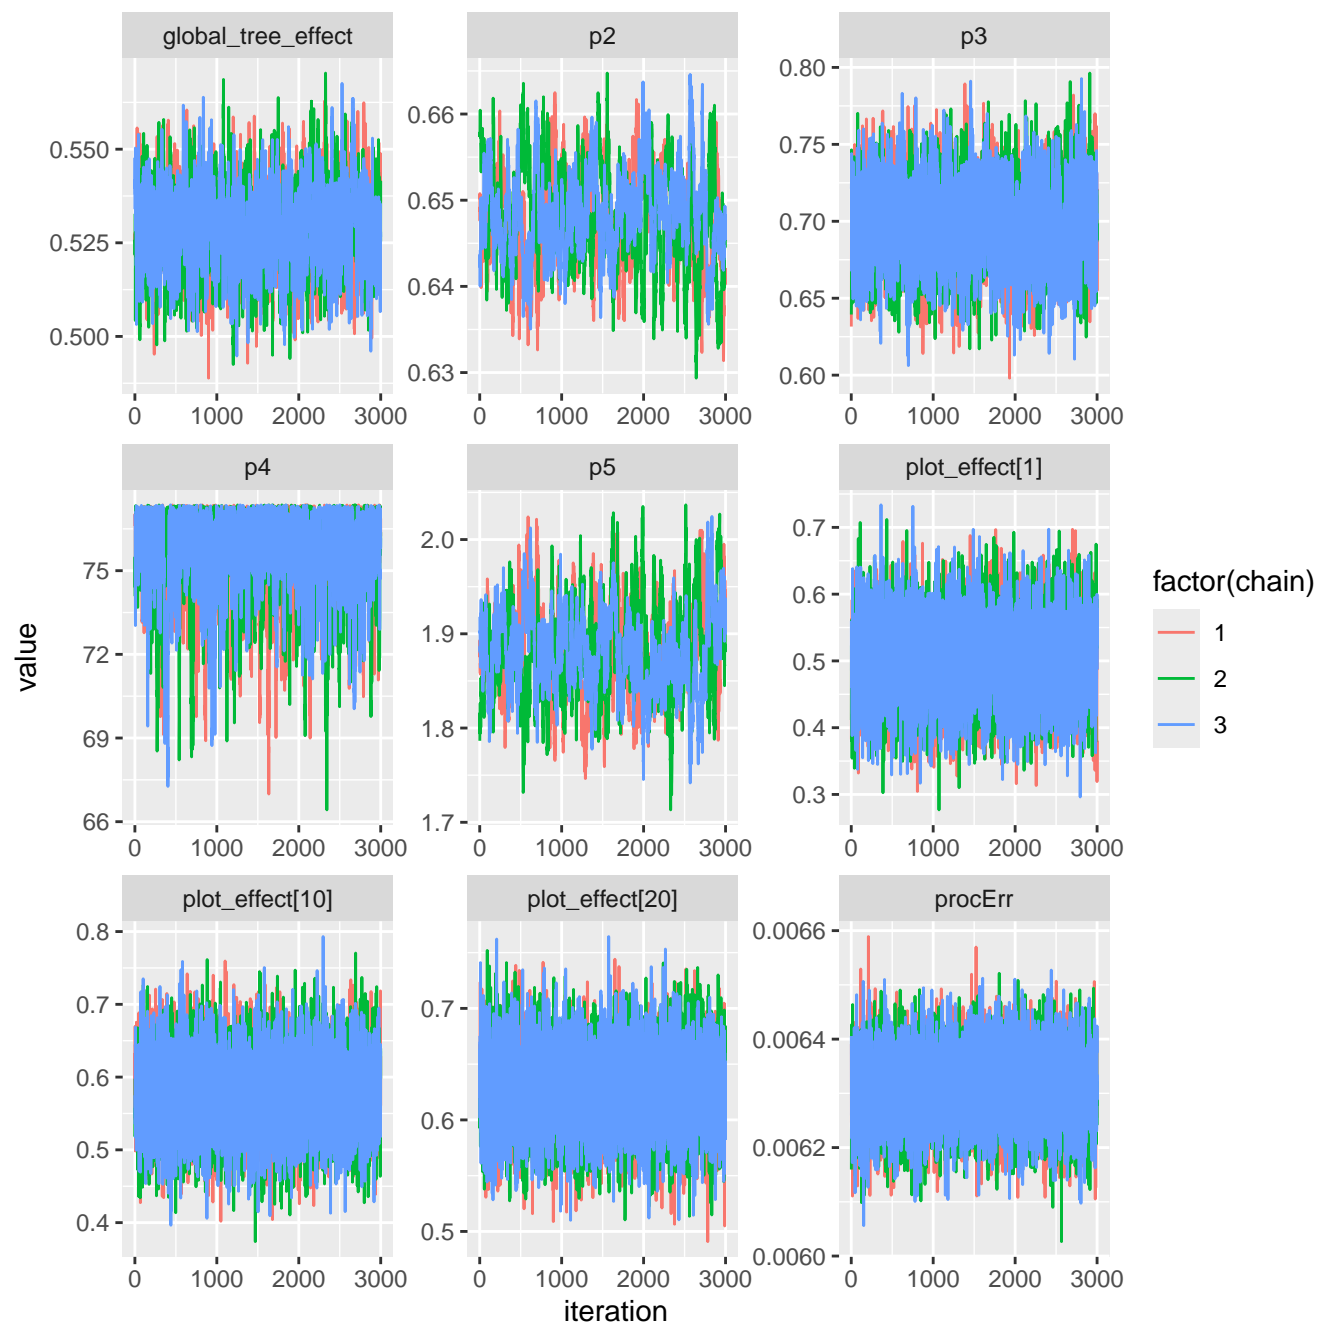 global_tree_effect
p2
p3
0.550
0.525
0.500
0.66
0.65
0.64
0.63
0.80
0.75
0.70
0.65
0.60
0 1000 2000 3000
0 1000 2000 3000
0 1000 2000 3000
p4
p5
plot_effect[1]
75
72
69
66
2.0
1.9
1.8
1.7
0.7
0.6
0.5
0.4
0.3
0 1000 2000 3000
0 1000 2000 3000
0 1000 2000 3000
plot_effect[10]
plot_effect[20]
procErr
0.8
0.7
0.6
0.5
0.4
0.7
0.6
0.5
0.0066
0.0064
0.0062
0.0060
0 1000 2000 3000
0 1000 2000 3000
0 1000 2000 3000
value
iteration
factor(chain)
1
2
3